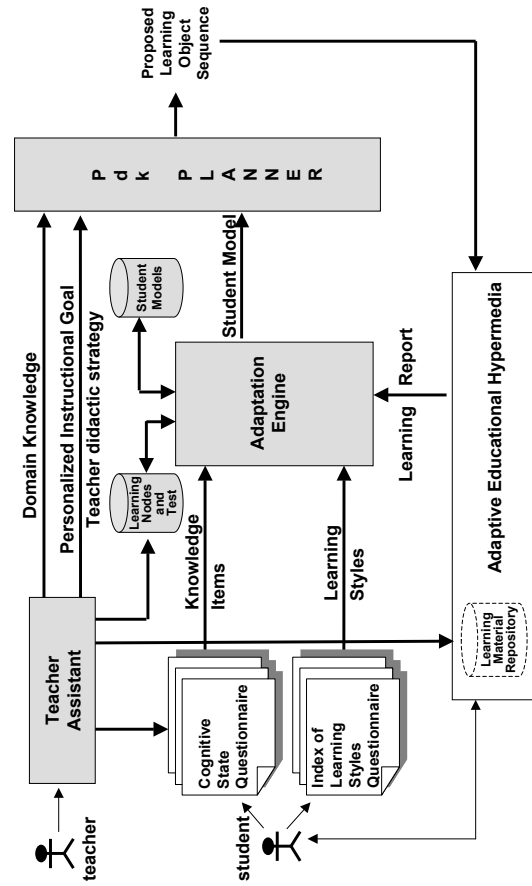 teacher
Teacher
Assistant
Domain Knowledge
Personalized Instructional Goal
Teacher didactic strategy
Pdk PLANNER
Proposed
Learning
Object
Sequence
Learning
Nodes
and
Test
Student
Models
student
Cognitive
State
Questionnaire
Knowledge
Items
Index of
Learning
Styles
Questionnaire
Learning
Styles
Adaptation
Engine
Student Model
Learning Report
Learning
Material
Repository
Adaptive Educational Hypermedia